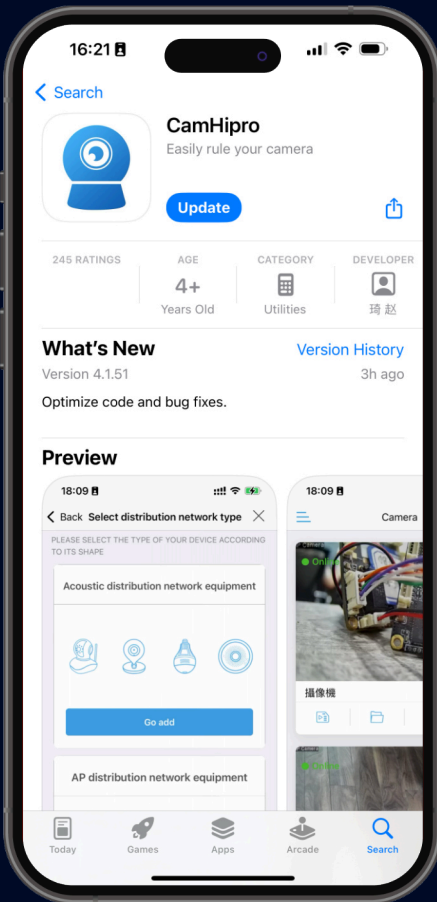 16:21
Search
CamHipro
Easily rule your camera
Update
245 RATINGS
AGE
CATEGORY
DEVELOPER
4+
Years Old
Utilities
琦 赵
What's New
Version History
Version 4.1.51
3h ago
Optimize code and bug fixes.
Preview
18:09
Back
Select distribution network type
PLEASE SELECT THE TYPE OF YOUR DEVICE ACCORDING
TO ITS SHAPE
Acoustic distribution network equipment
Go add
AP distribution network equipment
18:09
Camera
Camera
Online
攝像機
Online
Today
Games
Apps
Arcade
Search